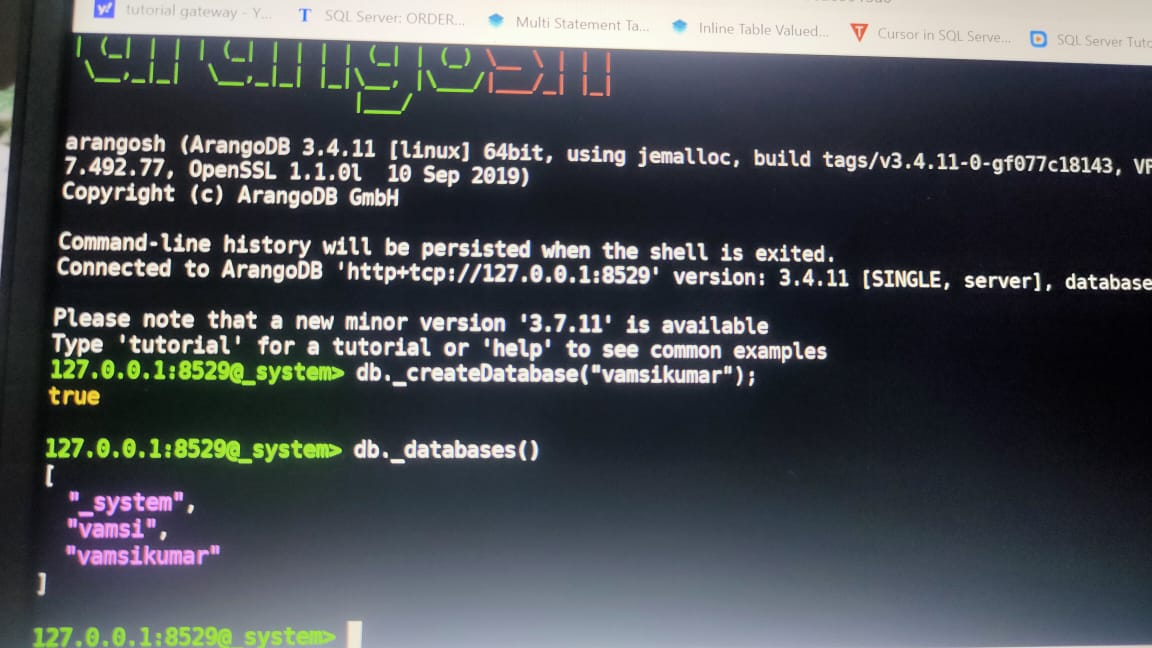 tutorial gateway - Y... SQL Server: ORDER... Multi Statement Ta... Inline Table Valued... Cursor in SQL Serve... SQL Server Tuto
arangosh (ArangoDB 3.4.11 [linux] 64bit, using jemalloc, build tags/v3.4.11-0-gf077c18143, VP
7.492.77, OpenSSL 1.1.0l  10 Sep 2019)
Copyright (c) ArangoDB GmbH
Command-line history will be persisted when the shell is exited.
Connected to ArangoDB 'http+tcp://127.0.0.1:8529' version: 3.4.11 [SINGLE, server], database
Please note that a new minor version '3.7.11' is available
Type 'tutorial' for a tutorial or 'help' to see common examples
127.0.0.1:8529@_system> db._createDatabase("vamsikumar");
true
127.0.0.1:8529@_system> db._databases()
[
"_system",
"vamsi",
"vamsikumar"
]
127.0.0.1:8529@_system>